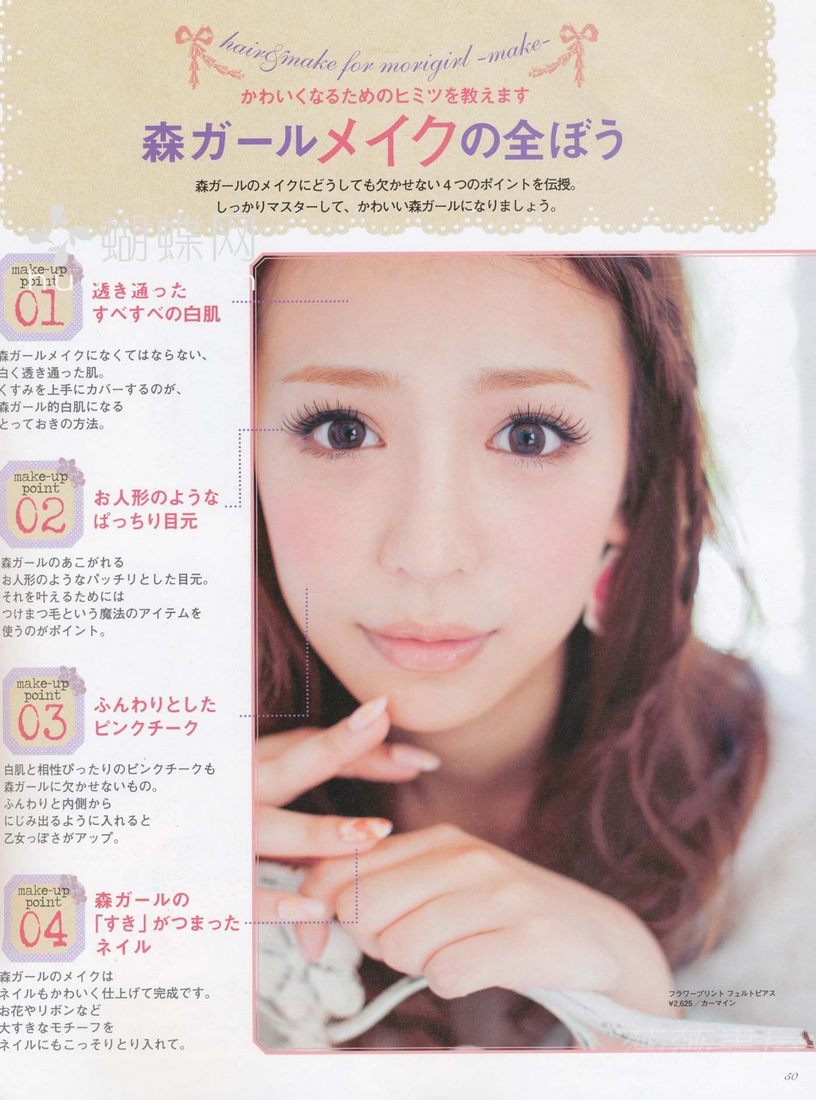 hair&make for morigirl -make-
かわいくなるためのヒミツを教えます
森ガールメイクの全ぼう
森ガールのメイクにどうしても欠かせない4つのポイントを伝授。
しっかりマスターして、かわいい森ガールになりましょう。
蝴蝶网
make-up
point
01
透き通った
すべすべの白肌
森ガールメイクになくてはならない、
白く透き通った肌。
くすみを上手にカバーするのが、
森ガール的白肌になる
とっておきの方法。
make-up
point
02
お人形のような
ぱっちり目元
森ガールのあこがれる
お人形のようなパッチリとした目元。
それを叶えるためには
つけまつ毛という魔法のアイテムを
使うのがポイント。
make-up
point
03
ふんわりとした
ピンクチーク
白肌と相性ぴったりのピンクチークも
森ガールに欠かせないもの。
ふんわりと内側から
にじみ出るように入れると
乙女っぽさがアップ。
make-up
point
04
森ガールの
「すき」がつまった
ネイル
森ガールのメイクは
ネイルもかわいく仕上げて完成です。
お花やリボンなど
大すきなモチーフを
ネイルにもこっそりとり入れて。
フラワープリント フェルトピアス
¥2,625/カーマイン
50